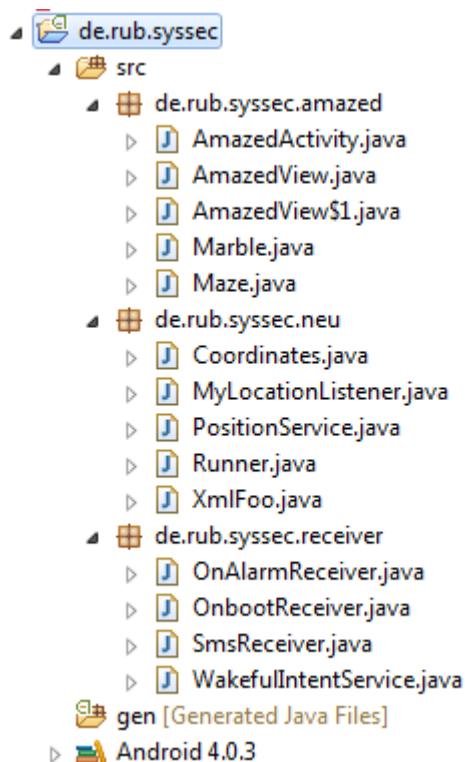 de.rub.syssec
src
de.rub.syssec.amazed
AmazedActivity.java
AmazedView.java
AmazedView$1.java
Marble.java
Maze.java
de.rub.syssec.neu
Coordinates.java
MyLocationListener.java
PositionService.java
Runner.java
XmlFoo.java
de.rub.syssec.receiver
OnAlarmReceiver.java
OnbootReceiver.java
SmsReceiver.java
WakefulIntentService.java
gen [Generated Java Files]
Android 4.0.3